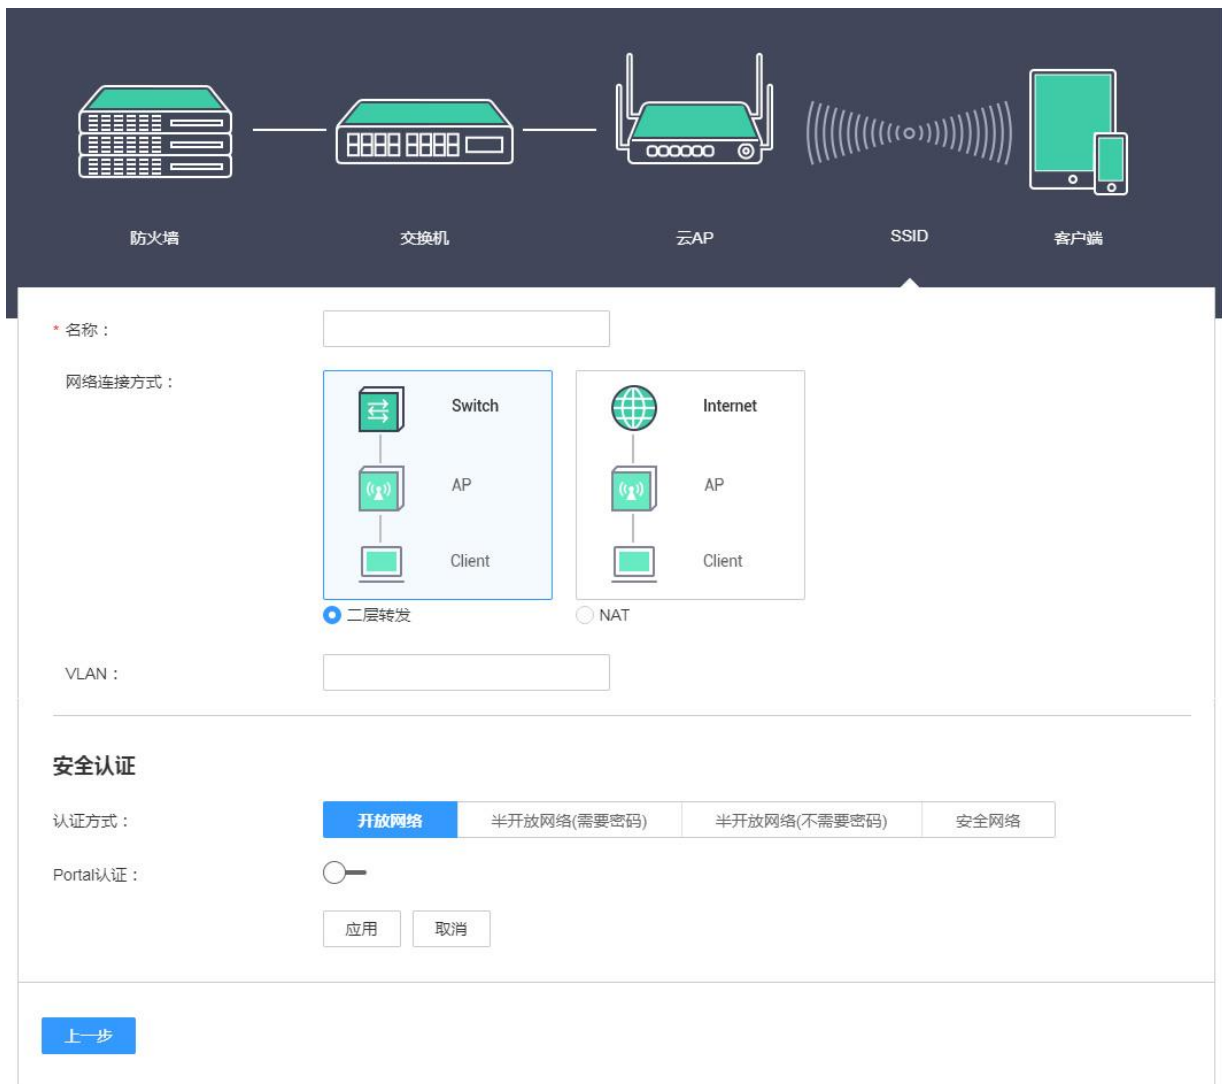 防火墙 交换机 云AP SSID 客户端
* 名称：
网络连接方式：
Switch Internet
AP AP
Client Client
二层转发 NAT
VLAN：
安全认证
认证方式： 开放网络 半开放网络(需要密码) 半开放网络(不需要密码) 安全网络
Portal认证：
应用 取消
上一步